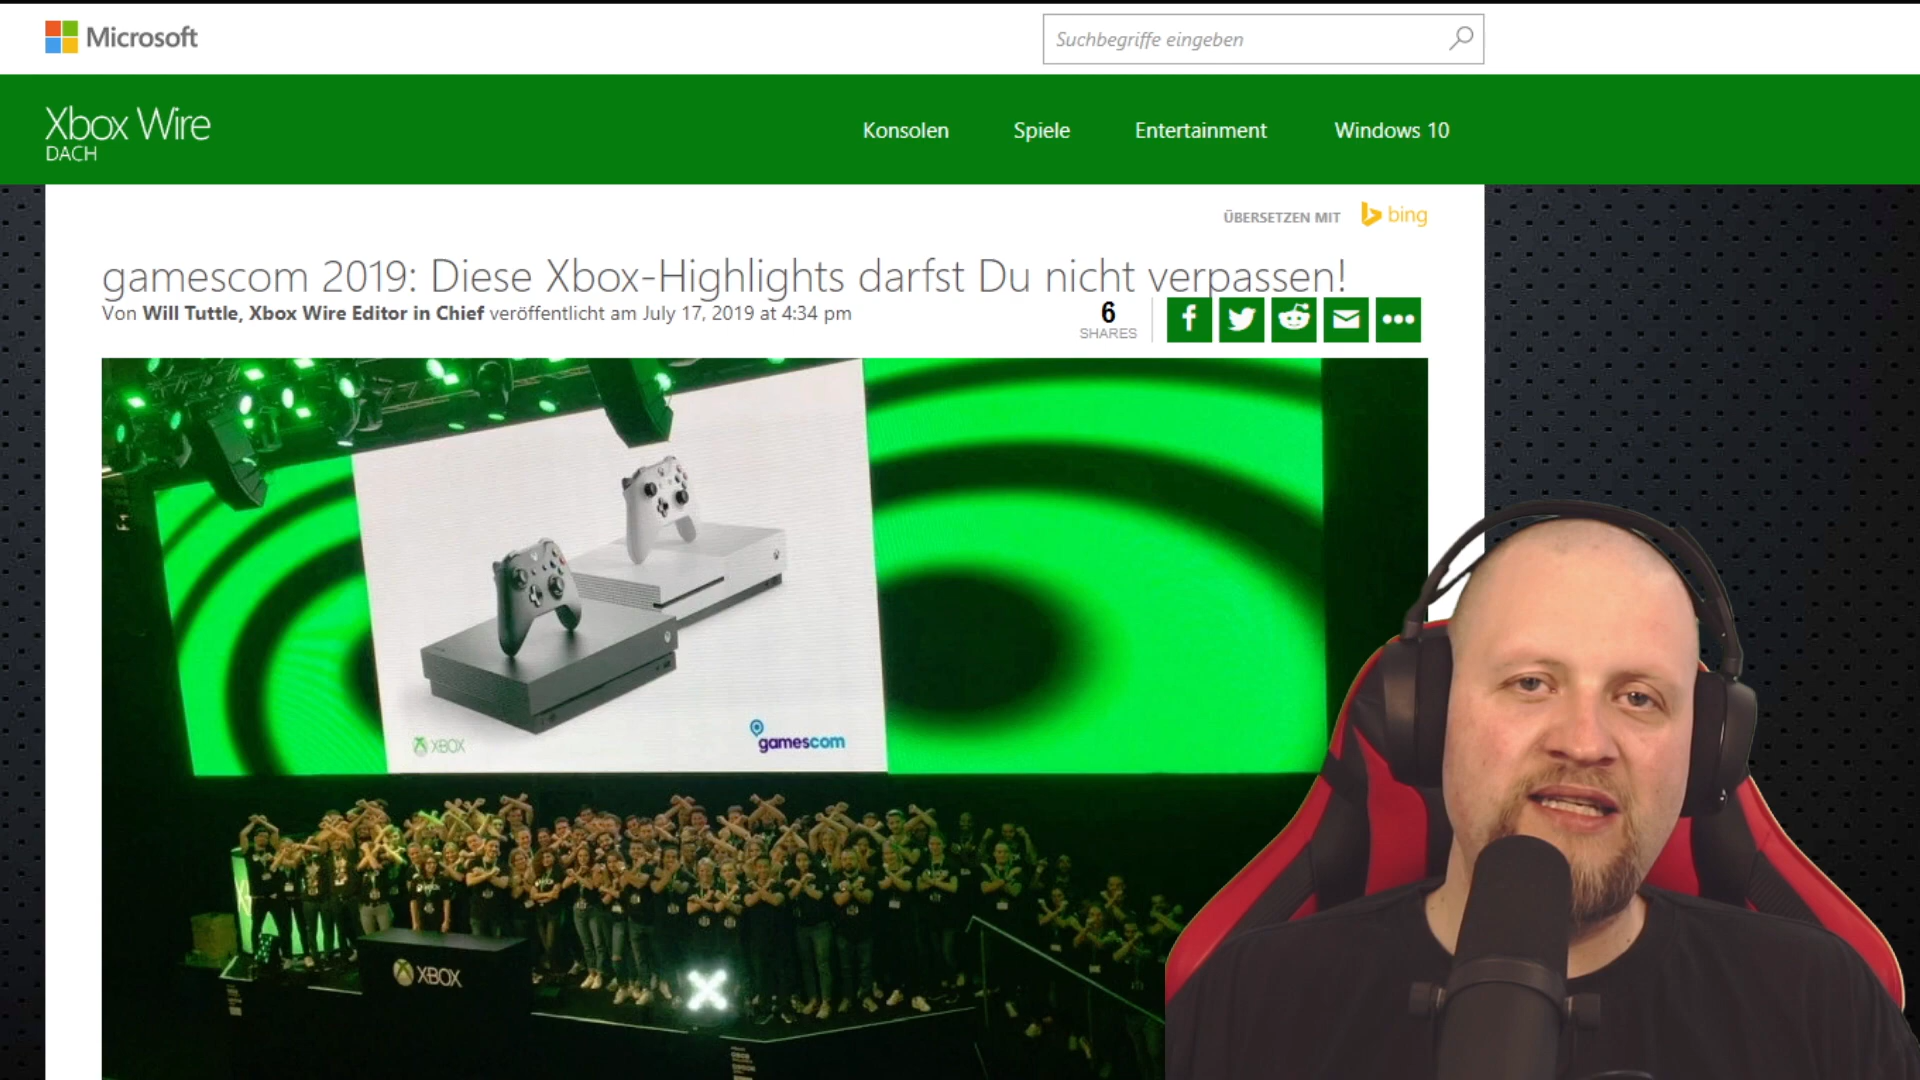 Microsoft
Suchbegriffe eingeben
Xbox Wire
DACH
Konsolen Spiele Entertainment Windows 10
ÜBERSETZEN MIT bing
gamescom 2019: Diese Xbox-Highlights darfst Du nicht verpassen!
Von Will Tuttle, Xbox Wire Editor in Chief veröffentlicht am July 17, 2019 at 4:34 pm
6
SHARES
XBOX
gamescom
XBOX